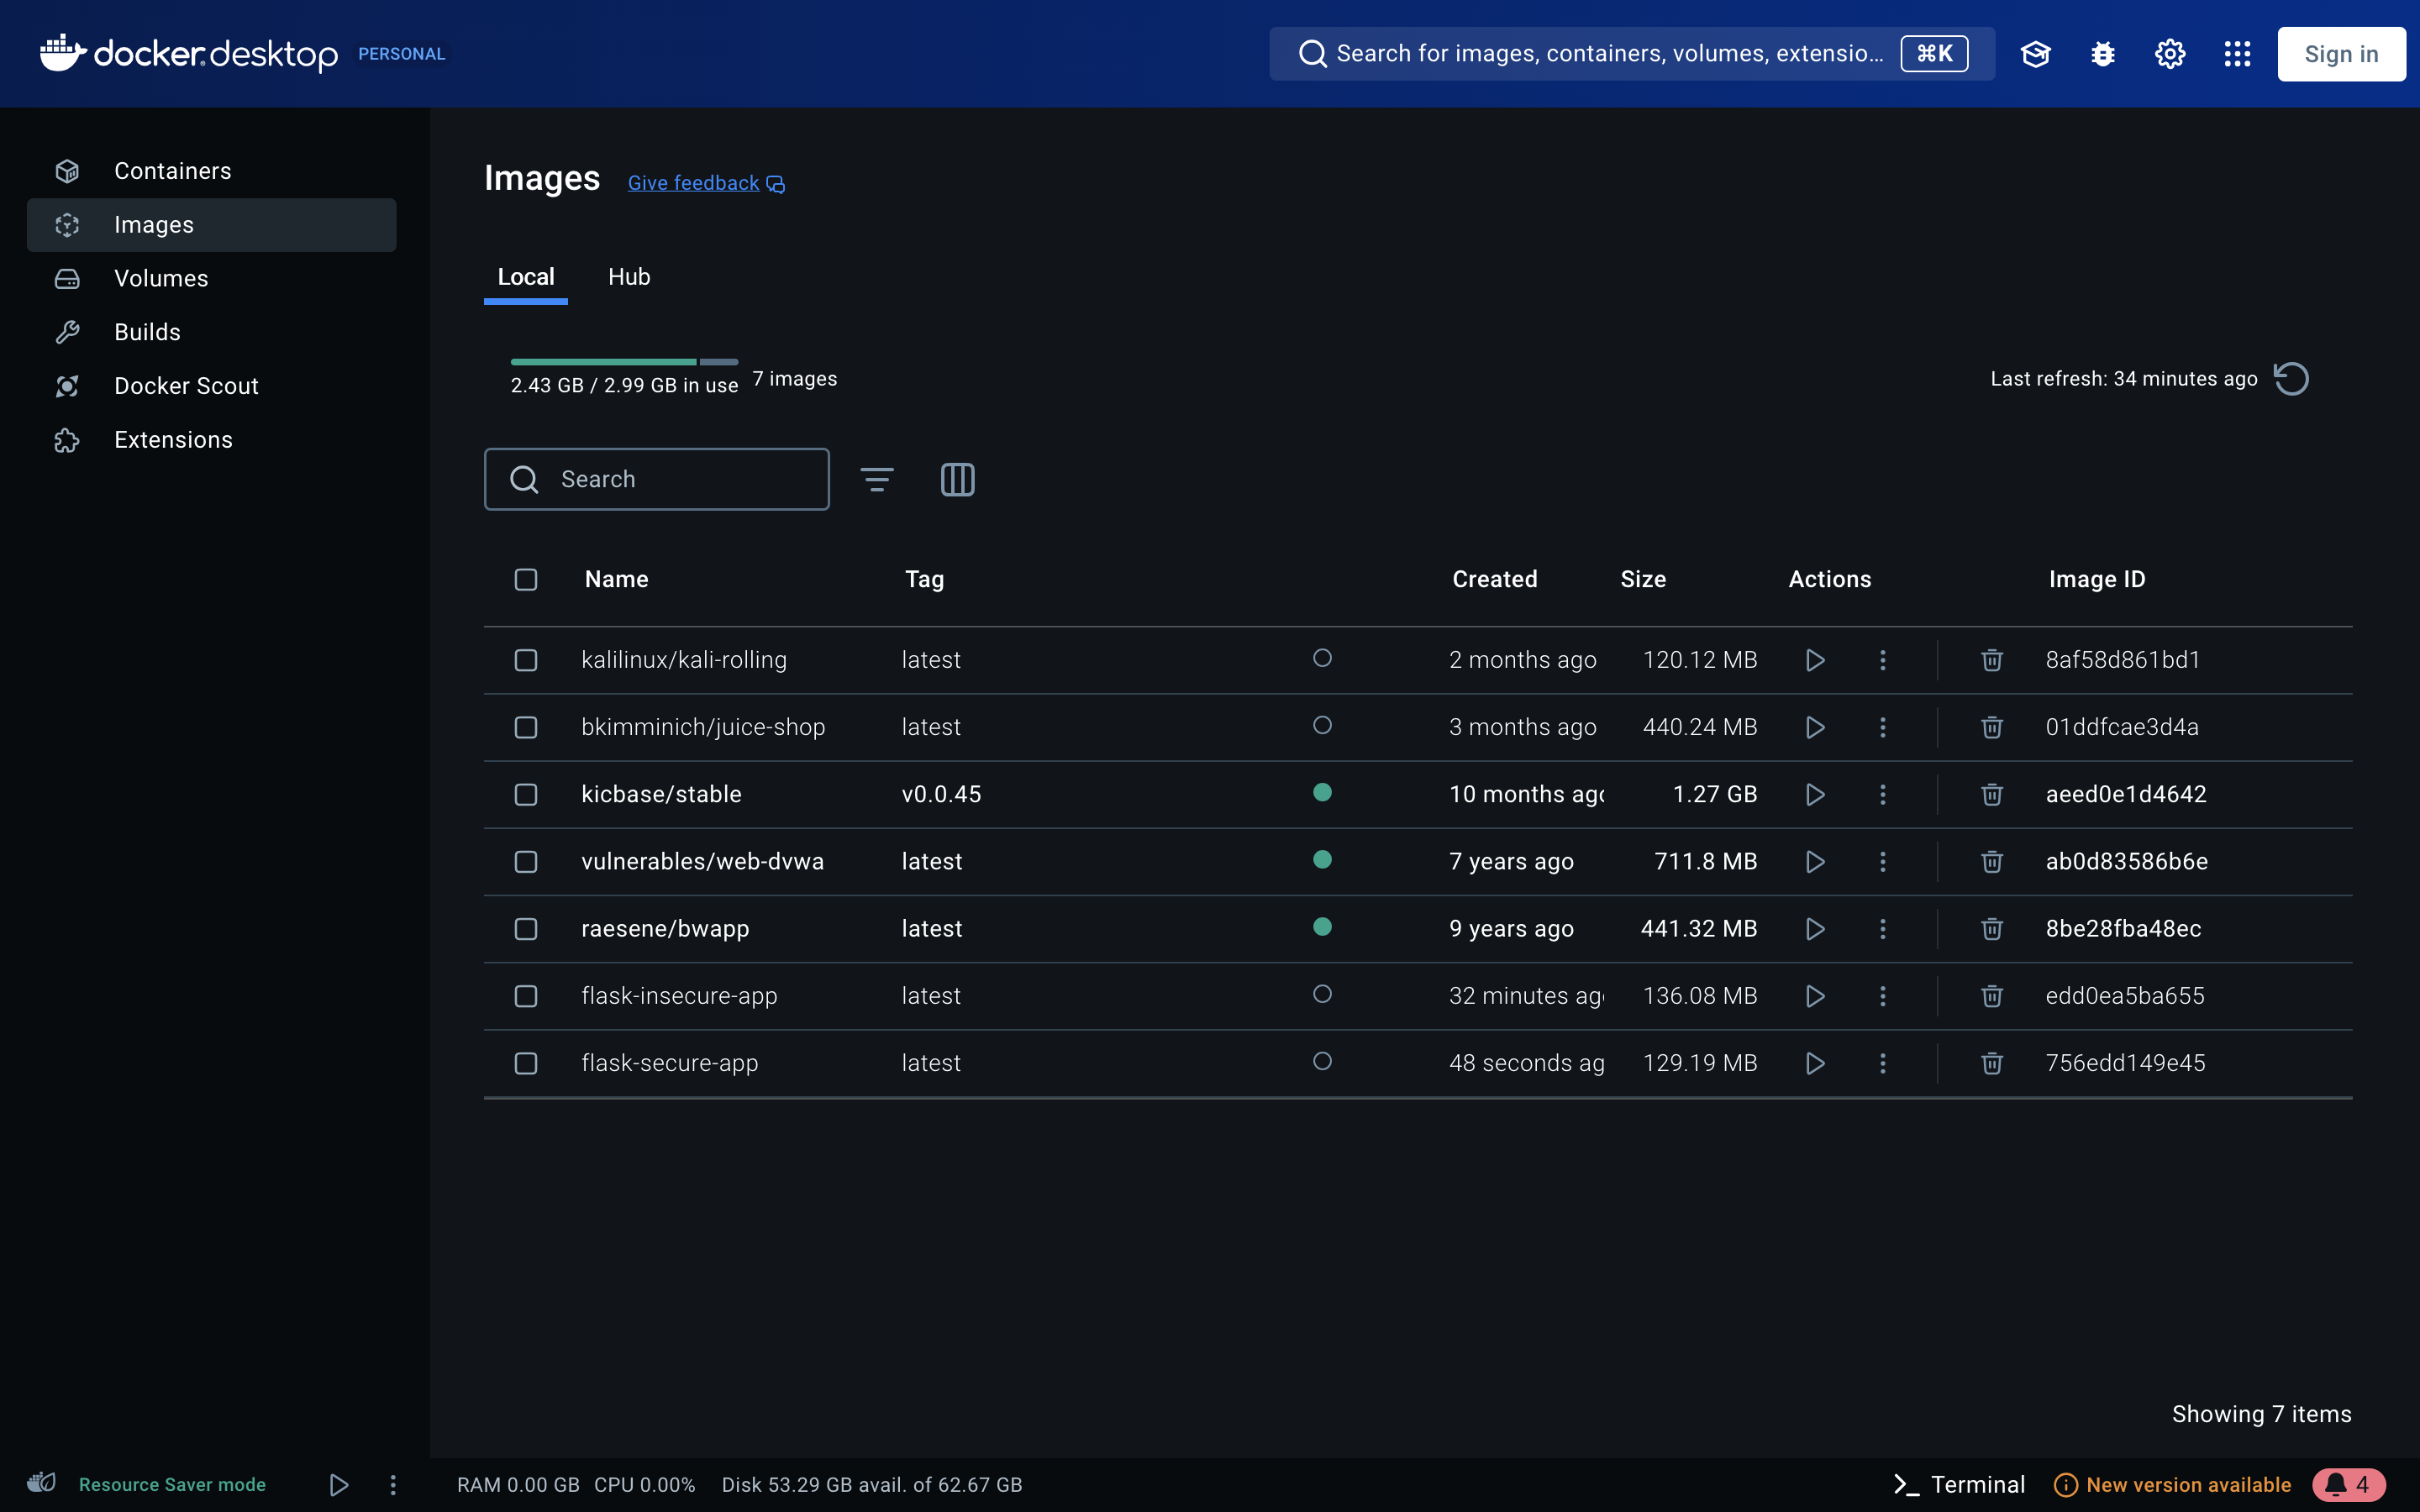 docker.desktop PERSONAL Search for images, containers, volumes, extensio... ⌘K Sign in
Containers
Images
Volumes
Builds
Docker Scout
Extensions
Images Give feedback
Local Hub
2.43 GB / 2.99 GB in use 7 images Last refresh: 34 minutes ago
Search
Name Tag Created Size Actions Image ID
kalilinux/kali-rolling latest 2 months ago 120.12 MB 8af58d861bd1
bkimminich/juice-shop latest 3 months ago 440.24 MB 01ddfcae3d4a
kicbase/stable v0.0.45 10 months ago 1.27 GB aeed0e1d4642
vulnerables/web-dvwa latest 7 years ago 711.8 MB ab0d83586b6e
raesene/bwapp latest 9 years ago 441.32 MB 8be28fba48ec
flask-insecure-app latest 32 minutes ag 136.08 MB edd0ea5ba655
flask-secure-app latest 48 seconds ag 129.19 MB 756edd149e45
Showing 7 items
Resource Saver mode RAM 0.00 GB CPU 0.00% Disk 53.29 GB avail. of 62.67 GB Terminal New version available 4